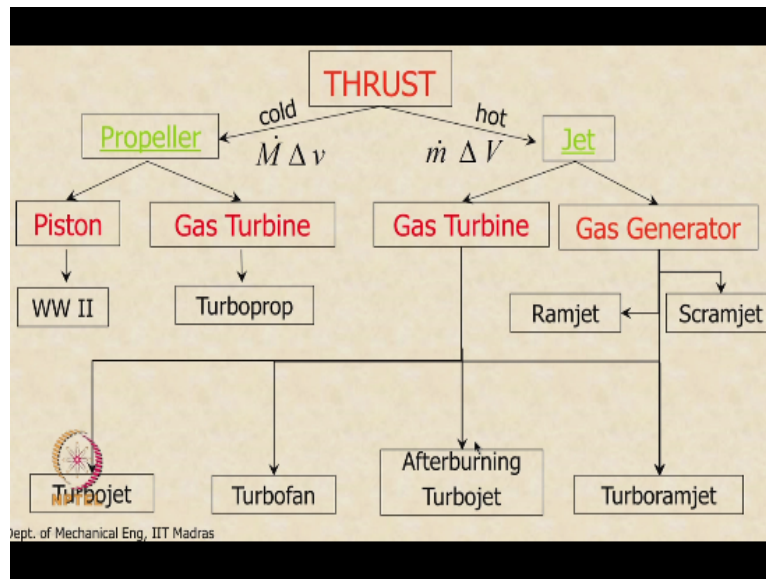 THRUST
cold
hot
Propeller
Ṁ Δ v
ṁ Δ V
Jet
Piston
Gas Turbine
Gas Turbine
Gas Generator
WW II
Turboprop
Ramjet
Scramjet
Turbojet
Turbofan
Afterburning
Turbojet
Turboramjet
NPTEL
Dept. of Mechanical Eng, IIT Madras